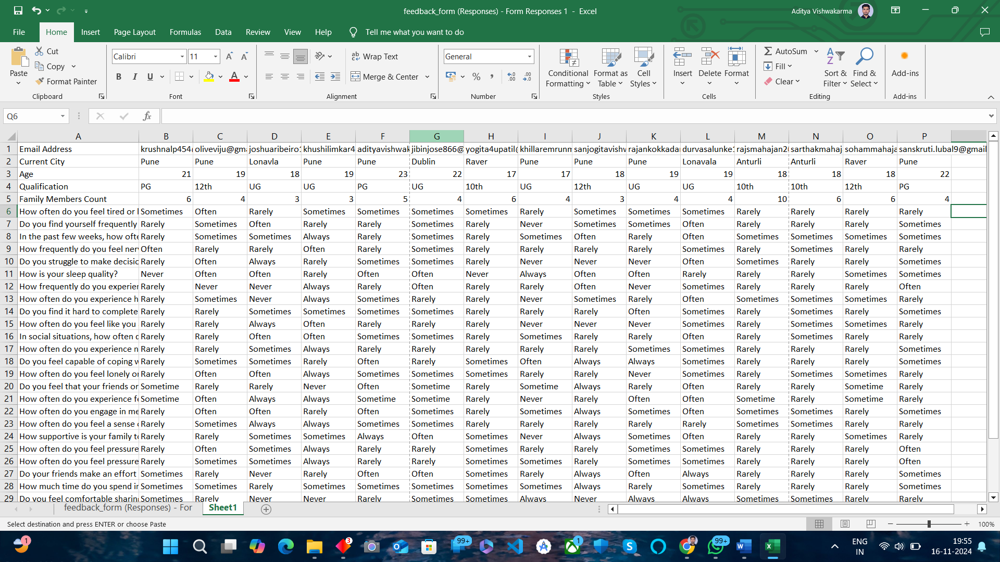 feedback_form (Responses) - Form Responses 1 - Excel
Aditya Vishwakarma
File Home Insert Page Layout Formulas Data Review View Help Tell me what you want to do
Paste Cut Copy Format Painter Clipboard
Calibri 11 B I U A Font
Wrap Text Merge & Center Alignment
General % Number
Conditional Formatting Format as Table Cell Styles Styles
Insert Delete Format Cells
AutoSum Fill Clear Sort & Filter Find & Select Editing
Add-ins Add-ins
Q6 fx
A B C D E F G H I J K L M N O P
1 Email Address krushnalp454 oliveviju@gma joshuaribeiro1 khushilimkar4 adityavishwak jibinjose866@ yogita4upatil khillaremrunm sanjogitavishw rajankokkadan durvasalunke1 rajsmahajan2 sarthakmahaj sohammahaja sanskruti.lubal9@gmail
2 Current City Pune Pune Lonavla Pune Pune Dublin Raver Pune Pune Pune Lonavala Anturli Anturli Raver Pune
3 Age 21 19 18 19 23 22 17 17 18 19 19 18 18 18 22
4 Qualification PG 12th UG UG PG UG 10th UG 12th UG UG 10th 10th 12th PG
5 Family Members Count 6 4 3 3 5 4 6 4 3 4 4 10 6 6 4
6 How often do you feel tired or l Sometimes Often Rarely Sometimes Sometimes Sometimes Sometimes Rarely Sometimes Sometimes Sometimes Rarely Rarely Rarely Rarely
7 Do you find yourself frequently Rarely Sometimes Often Rarely Rarely Sometimes Rarely Never Sometimes Sometimes Often Rarely Rarely Rarely Sometimes
8 In the past few weeks, how ofte Rarely Sometimes Sometimes Always Rarely Sometimes Rarely Sometimes Often Rarely Often Sometimes Sometimes Sometimes Sometimes
9 How frequently do you feel ner Often Rarely Rarely Often Rarely Sometimes Rarely Rarely Rarely Rarely Sometimes Rarely Sometimes Rarely Rarely
10 Do you struggle to make decisic Rarely Often Always Rarely Sometimes Sometimes Rarely Never Never Never Often Sometimes Rarely Rarely Sometimes
11 How is your sleep quality? Never Often Often Rarely Often Often Never Always Often Often Rarely Rarely Rarely Sometimes Sometimes
12 How frequently do you experier Rarely Never Never Always Rarely Often Rarely Rarely Often Never Sometimes Rarely Rarely Rarely Often
13 How often do you experience h Rarely Sometimes Never Always Sometimes Rarely Rarely Never Sometimes Rarely Often Sometimes Sometimes Sometimes Rarely
14 Do you find it hard to complete Rarely Rarely Sometimes Sometimes Sometimes Sometimes Rarely Rarely Rarely Often Sometimes Rarely Sometimes Rarely Sometimes
15 How often do you feel like you Rarely Rarely Always Often Rarely Rarely Rarely Never Never Never Sometimes Rarely Sometimes Sometimes Rarely
16 In social situations, how often c Rarely Rarely Often Often Sometimes Sometimes Rarely Sometimes Rarely Rarely Often Rarely Sometimes Rarely Rarely
17 How often do you experience n Rarely Rarely Sometimes Always Rarely Rarely Rarely Rarely Rarely Sometimes Sometimes Rarely Rarely Rarely Sometimes
18 Do you feel capable of coping w Rarely Sometimes Sometimes Rarely Often Rarely Sometimes Often Always Always Sometimes Rarely Rarely Rarely Sometimes
19 How often do you feel lonely or Rarely Often Often Always Sometimes Sometimes Sometimes Rarely Rarely Never Sometimes Rarely Sometimes Sometimes Rarely
20 Do you feel that your friends or Sometime Rarely Rarely Never Often Sometime Rarely Sometime Always Rarely Often Rarely Rarely Sometime Rarely
21 How often do you experience fe Sometime Often Always Always Sometime Sometime Rarely Never Rarely Often Often Sometime Rarely Sometime Rarely
22 How often do you engage in me Rarely Often Often Rarely Often Sometimes Rarely Sometimes Always Sometimes Often Sometimes Sometimes Rarely Sometimes
23 How often do you feel a sense Rarely Sometimes Always Always Sometimes Sometimes Rarely Rarely Rarely Rarely Rarely Sometimes Sometimes Rarely Rarely
24 How supportive is your family to Rarely Rarely Sometimes Sometimes Always Often Sometimes Never Always Sometimes Often Rarely Rarely Sometimes Rarely
25 How often do you feel pressure Rarely Often Sometimes Always Rarely Rarely Sometimes Rarely Rarely Sometimes Sometimes Rarely Rarely Rarely Often
26 How often do you feel pressure Rarely Sometimes Sometimes Always Rarely Rarely Sometimes Sometimes Rarely Sometimes Sometimes Rarely Rarely Rarely Often
27 Do your friends make an effort Sometimes Rarely Never Rarely Often Often Sometimes Rarely Always Often Always Rarely Rarely Rarely Sometimes
28 How much time do you spend ir Sometimes Sometimes Rarely Sometimes Sometimes Sometimes Sometimes Sometimes Always Rarely Sometimes Rarely Rarely Rarely Sometimes
29 Do you feel comfortable sharin Sometimes Rarely Never Never Rarely Sometimes Sometimes Always Never Always Always Sometimes Sometimes Rarely Rarely
feedback_form (Responses) - For Sheet1
Select destination and press ENTER or choose Paste 100%
1 3 99+ 1 99+ ENG IN 19:55
16-11-2024